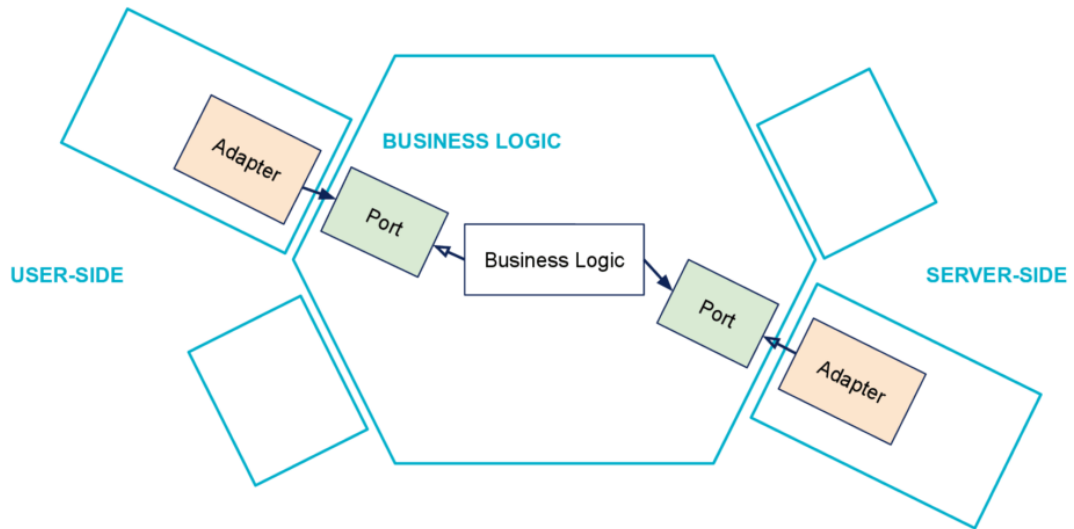 Adapter
BUSINESS LOGIC
Port
Business Logic
USER-SIDE
SERVER-SIDE
Port
Adapter